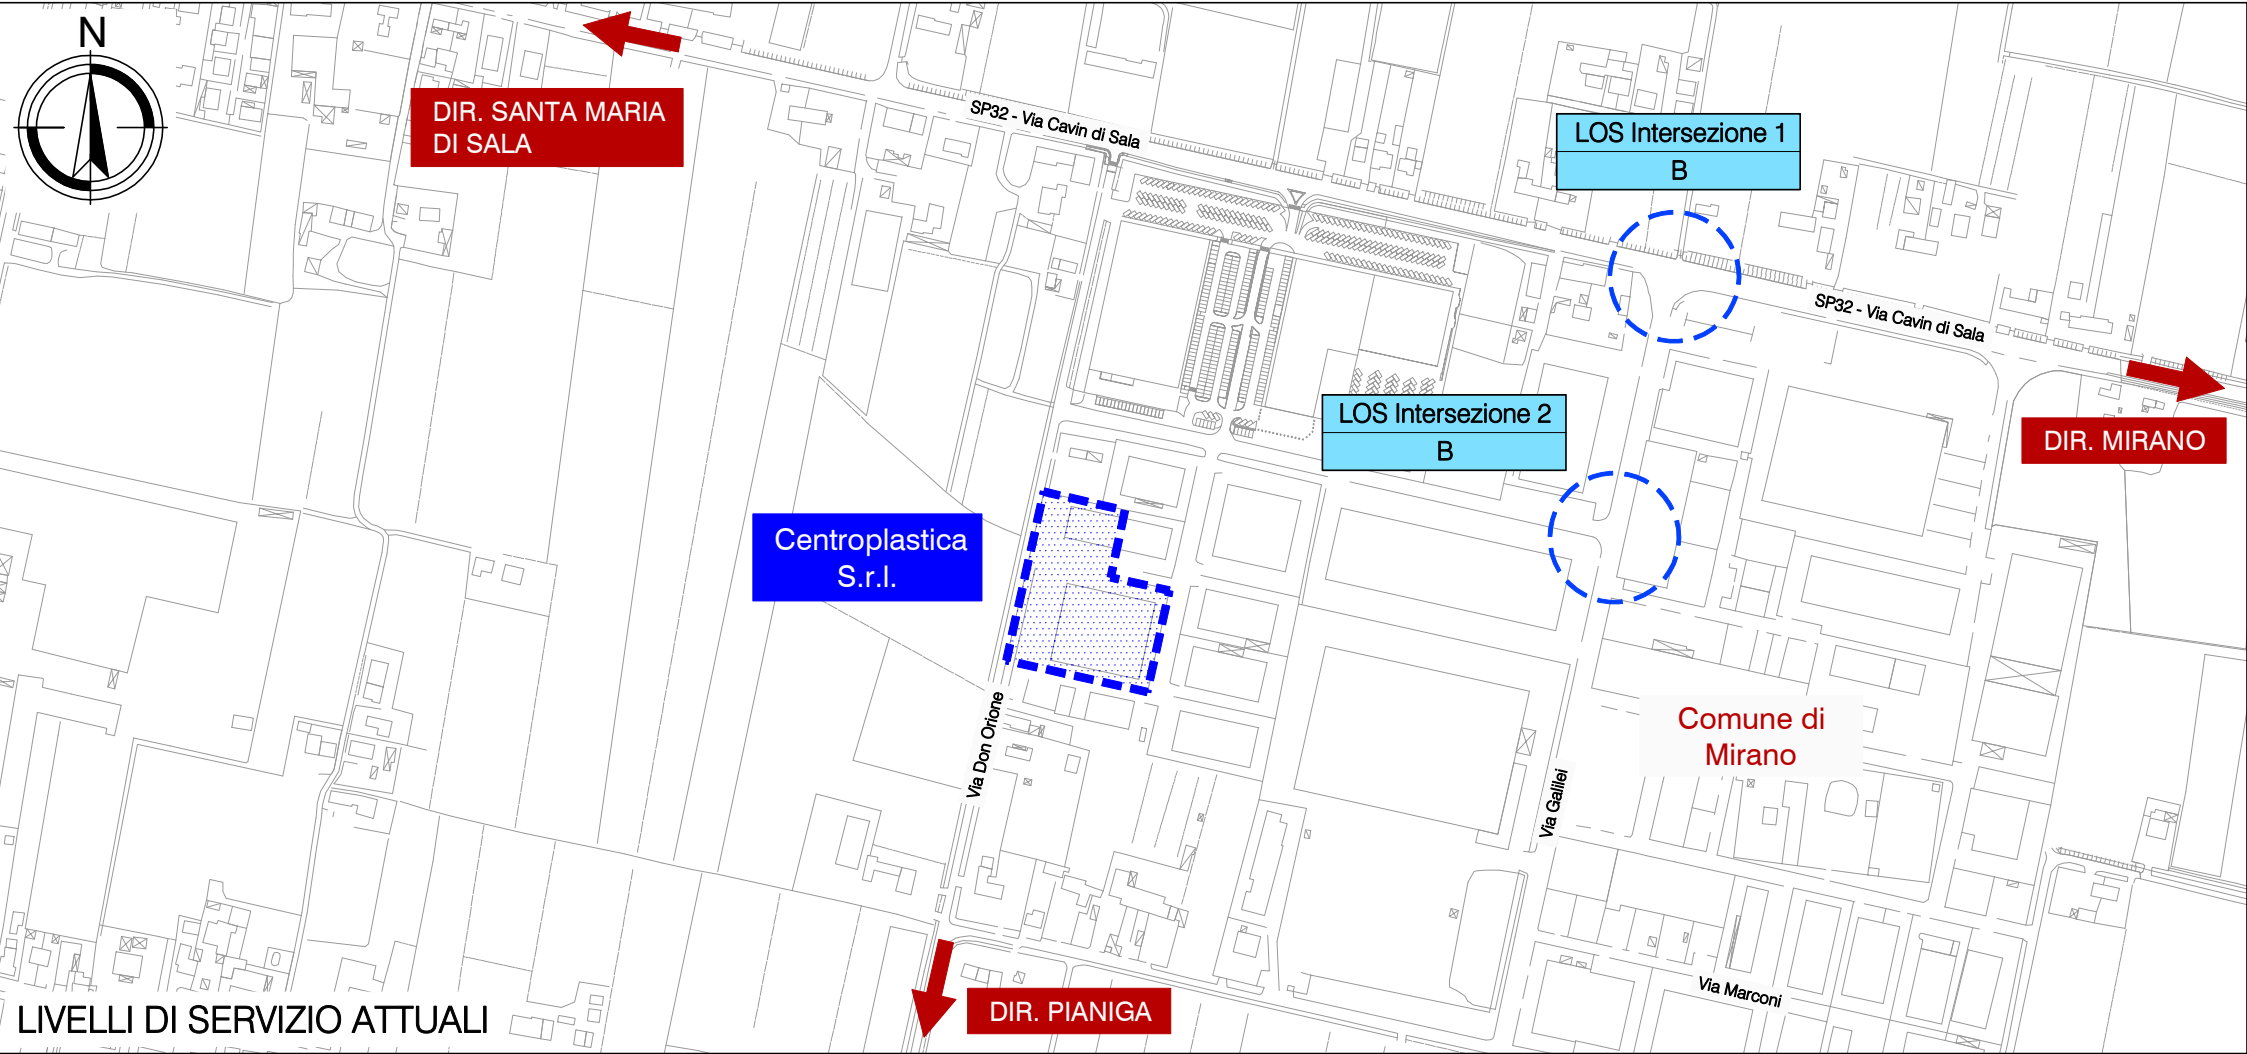 N
DIR. SANTA MARIA
DI SALA
SP32 - Via Cavin di Sala
LOS Intersezione 1
B
SP32 - Via Cavin di Sala
DIR. MIRANO
LOS Intersezione 2
B
Centroplastica
S.r.l.
Via Don Orione
Comune di
Mirano
Via Galilei
Via Marconi
DIR. PIANIGA
LIVELLI DI SERVIZIO ATTUALI